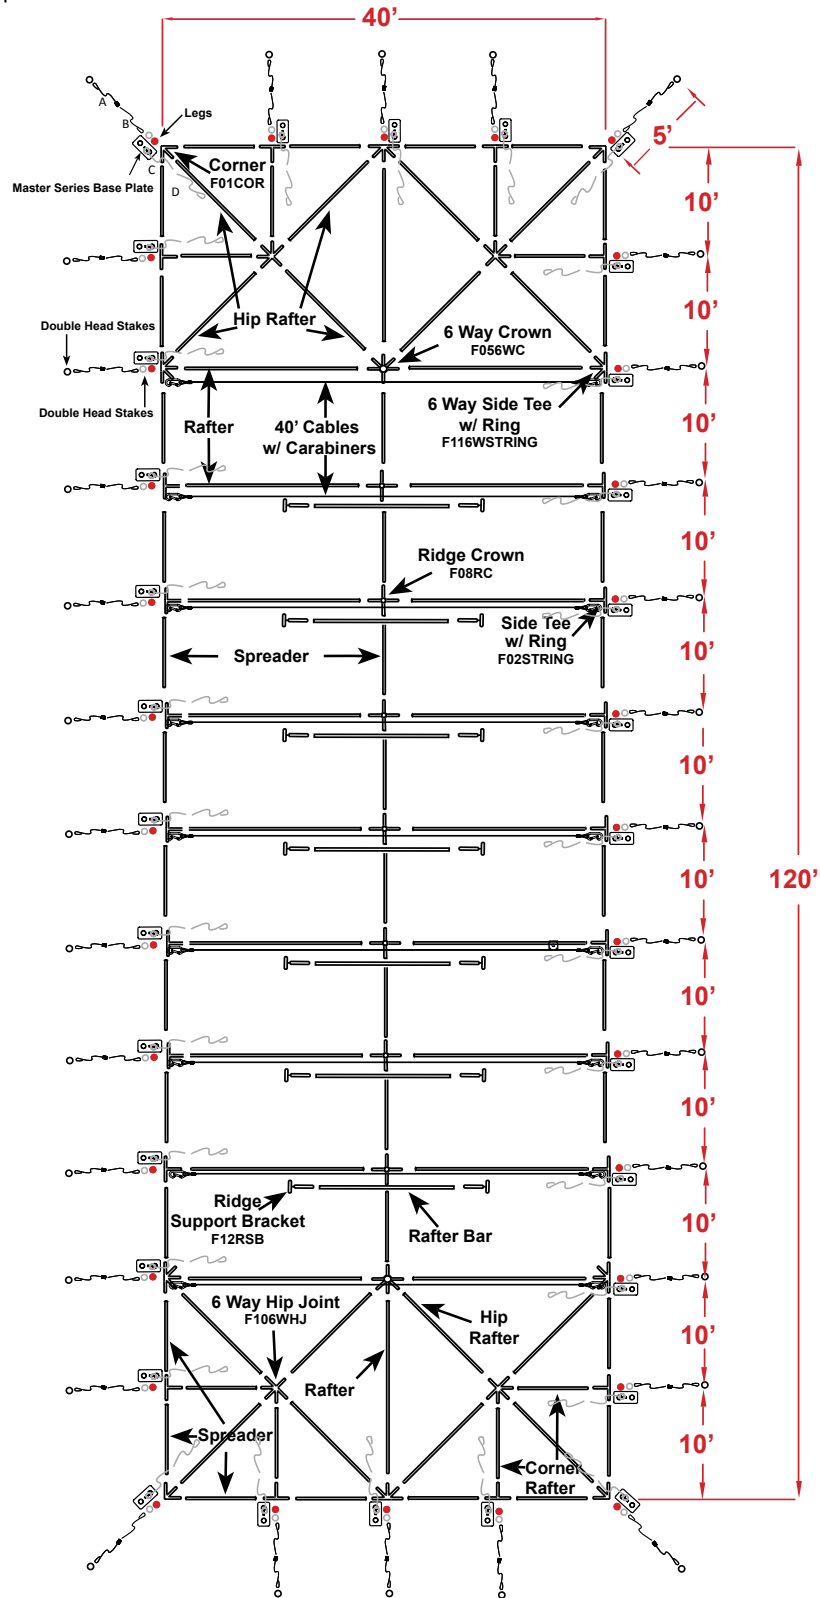 40’
A
B
Legs
5’
C
Corner
F01COR
Master Series Base Plate
D
10’
10’
Hip Rafter
Double Head Stakes
6 Way Crown
F056WC
Double Head Stakes
6 Way Side Tee
w/ Ring
F116WSTRING
Rafter
40’ Cables
w/ Carabiners
10’
10’
Ridge Crown
F08RC
Side Tee
w/ Ring
F02STRING
10’
Spreader
10’
10’
120’
10’
10’
10’
Ridge
Support Bracket
F12RSB
Rafter Bar
6 Way Hip Joint
F106WHJ
Hip
Rafter
10’
Rafter
Spreader
10’
Corner
Rafter